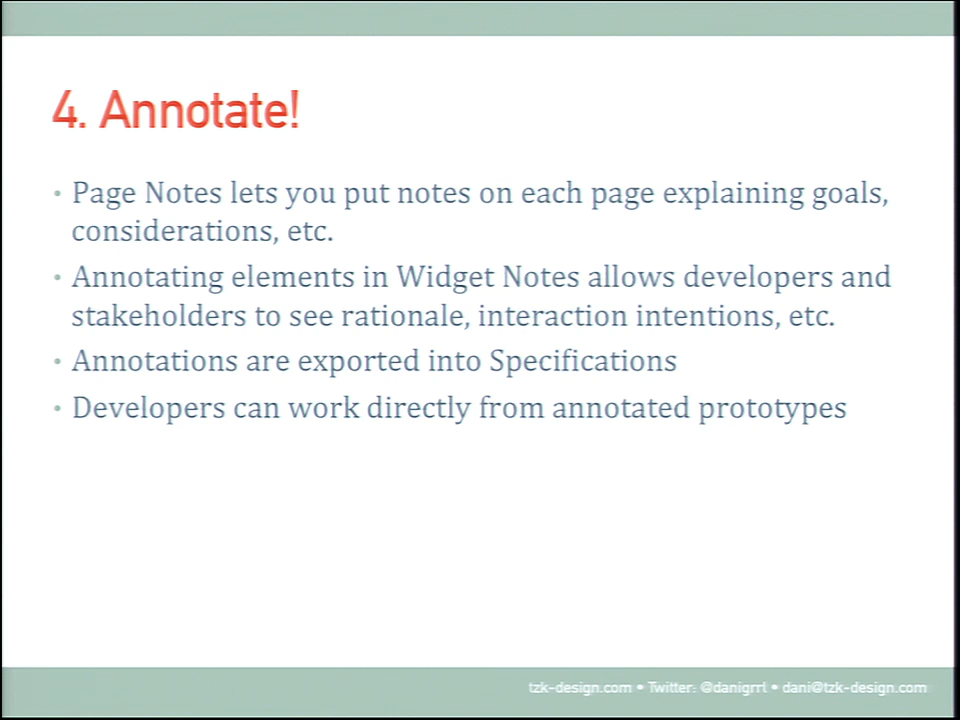 4. Annotate!
• Page Notes lets you put notes on each page explaining goals,
considerations, etc.
• Annotating elements in Widget Notes allows developers and
stakeholders to see rationale, interaction intentions, etc.
• Annotations are exported into Specifications
• Developers can work directly from annotated prototypes
tzk-design.com • Twitter: @danigrrl • dani@tzk-design.com